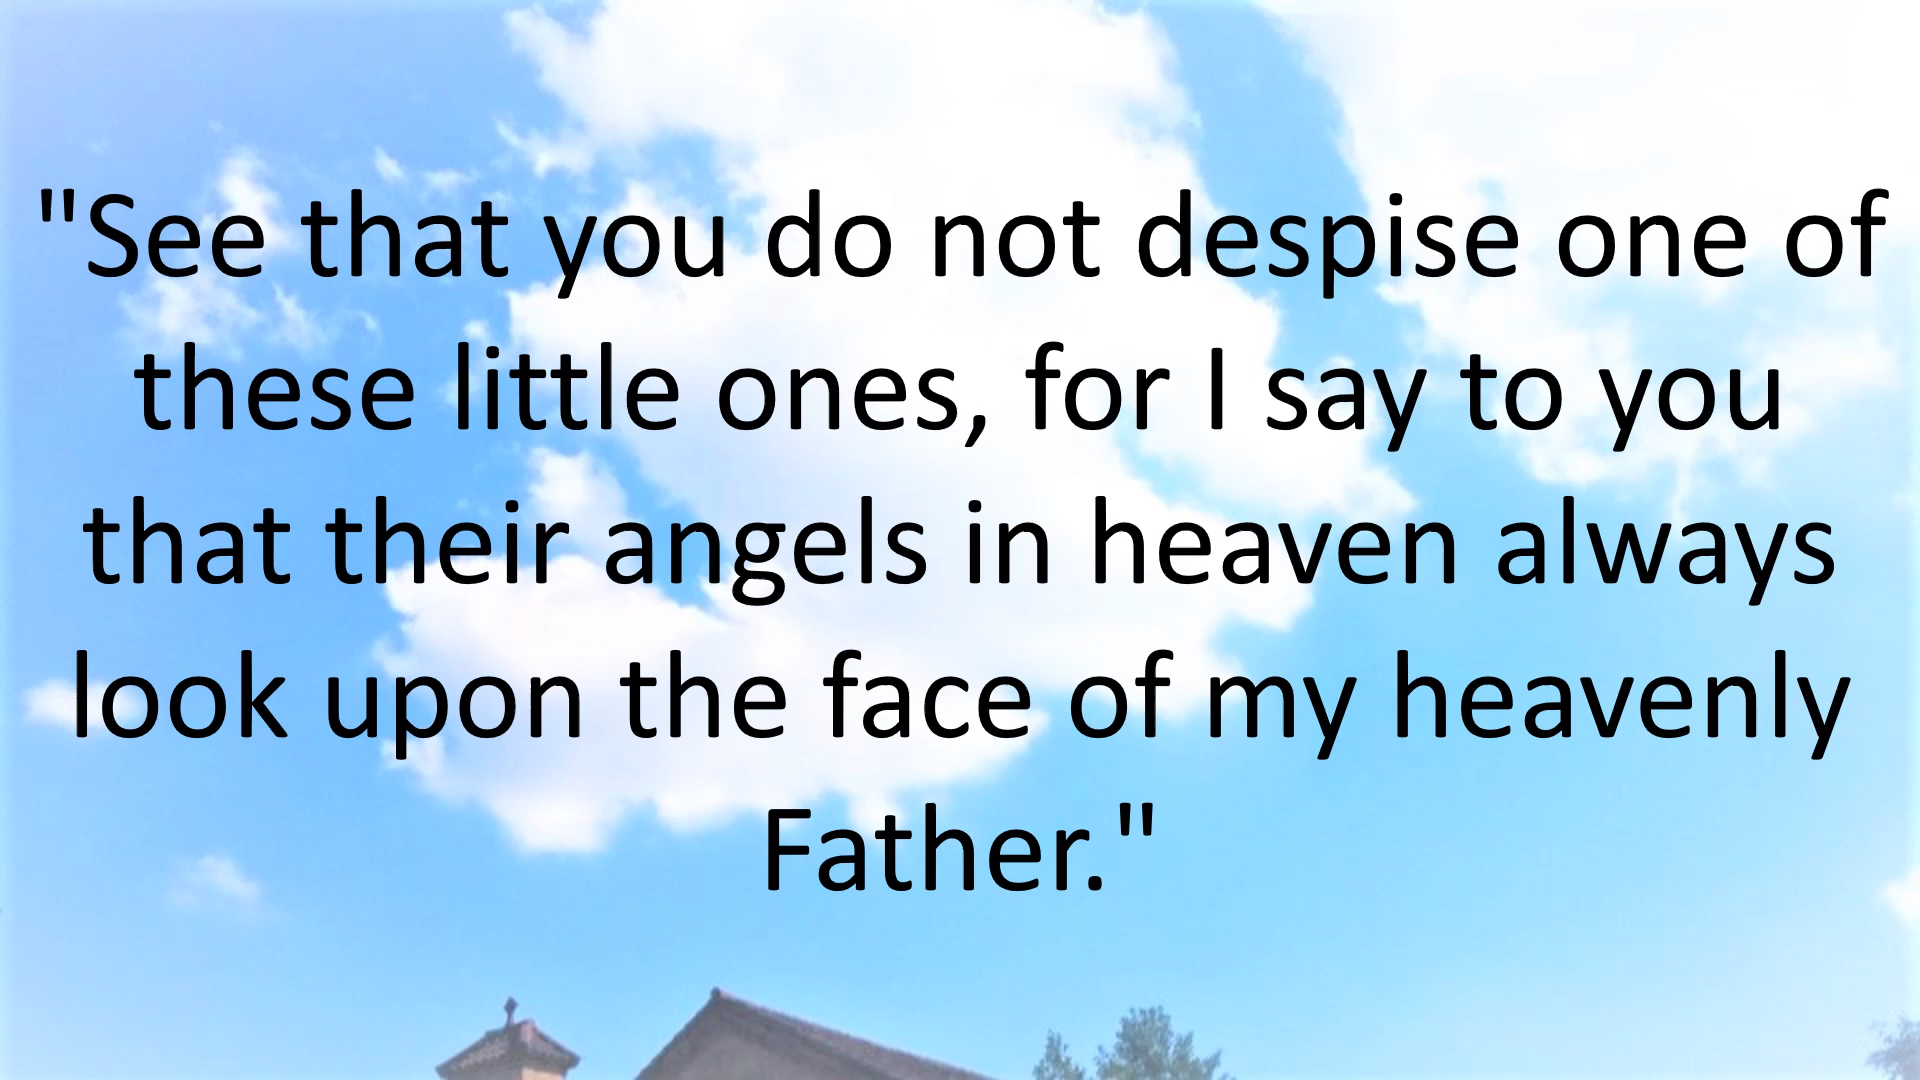 "See that you do not despise one of
these little ones, for I say to you
that their angels in heaven always
look upon the face of my heavenly
Father."